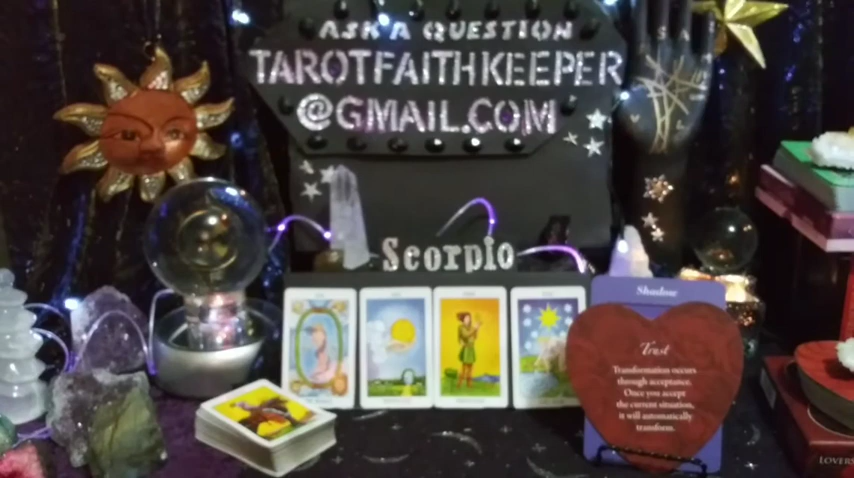 ASK A QUESTION
TAROTFAITHKEEPER
@GMAIL.COM
Scorpio
Shadow
Trust
Transformation occurs
through acceptance.
Once you accept
the current situation,
it will automatically
transform.
LOVERS